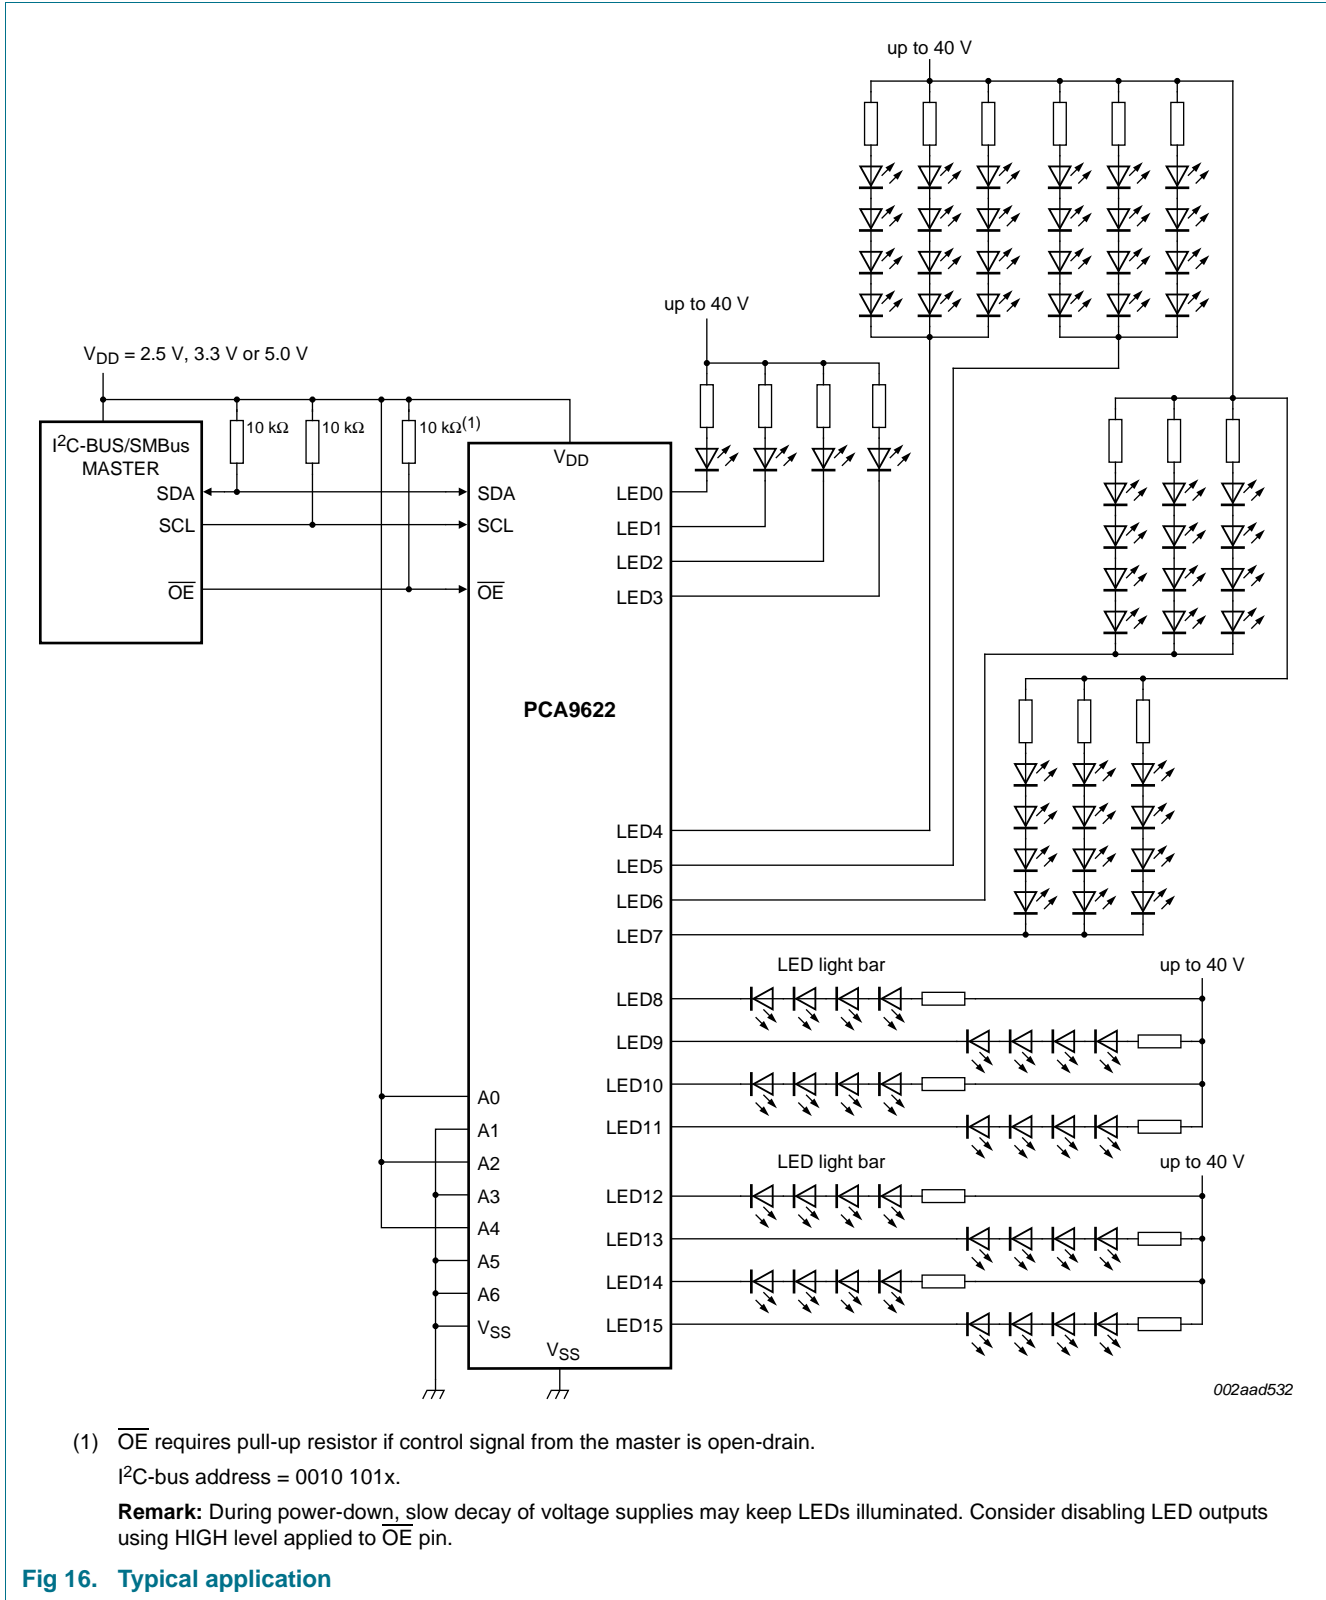 up to 40 V
up to 40 V
VDD = 2.5 V, 3.3 V or 5.0 V
10 kΩ
10 kΩ
10 kΩ(1)
I2C-BUS/SMBus
MASTER
SDA
SCL
OE
VDD
SDA
SCL
OE
LED0
LED1
LED2
LED3
PCA9622
LED4
LED5
LED6
LED7
LED light bar
up to 40 V
LED8
LED9
LED10
LED11
LED light bar
up to 40 V
LED12
LED13
LED14
LED15
A0
A1
A2
A3
A4
A5
A6
VSS
VSS
002aad532
(1) OE requires pull-up resistor if control signal from the master is open-drain.
I2C-bus address = 0010 101x.
Remark: During power-down, slow decay of voltage supplies may keep LEDs illuminated. Consider disabling LED outputs
using HIGH level applied to OE pin.
Fig 16. Typical application